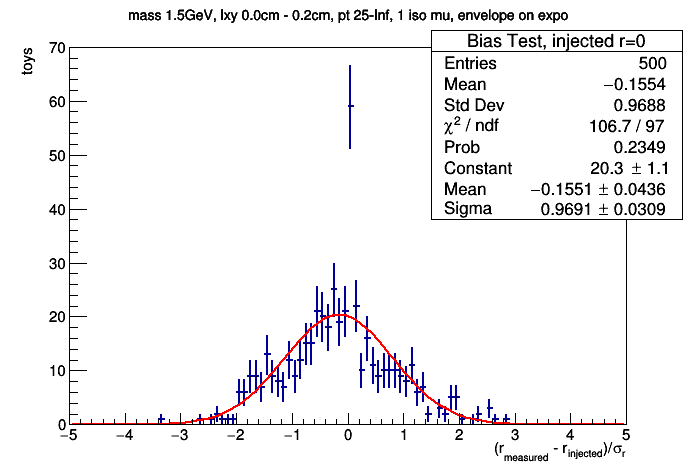 mass 1.5GeV, lxy 0.0cm - 0.2cm, pt 25-Inf, 1 iso mu, envelope on expo
toys
Bias Test, injected r=0
Entries 500
Mean −0.1554
Std Dev 0.9688
χ² / ndf 106.7 / 97
Prob 0.2349
Constant 20.3 ± 1.1
Mean −0.1551 ± 0.0436
Sigma 0.9691 ± 0.0309
70
60
50
40
30
20
10
0
−5 −4 −3 −2 −1 0 1 2 3 4 5
(r_measured - r_injected)/σ_r